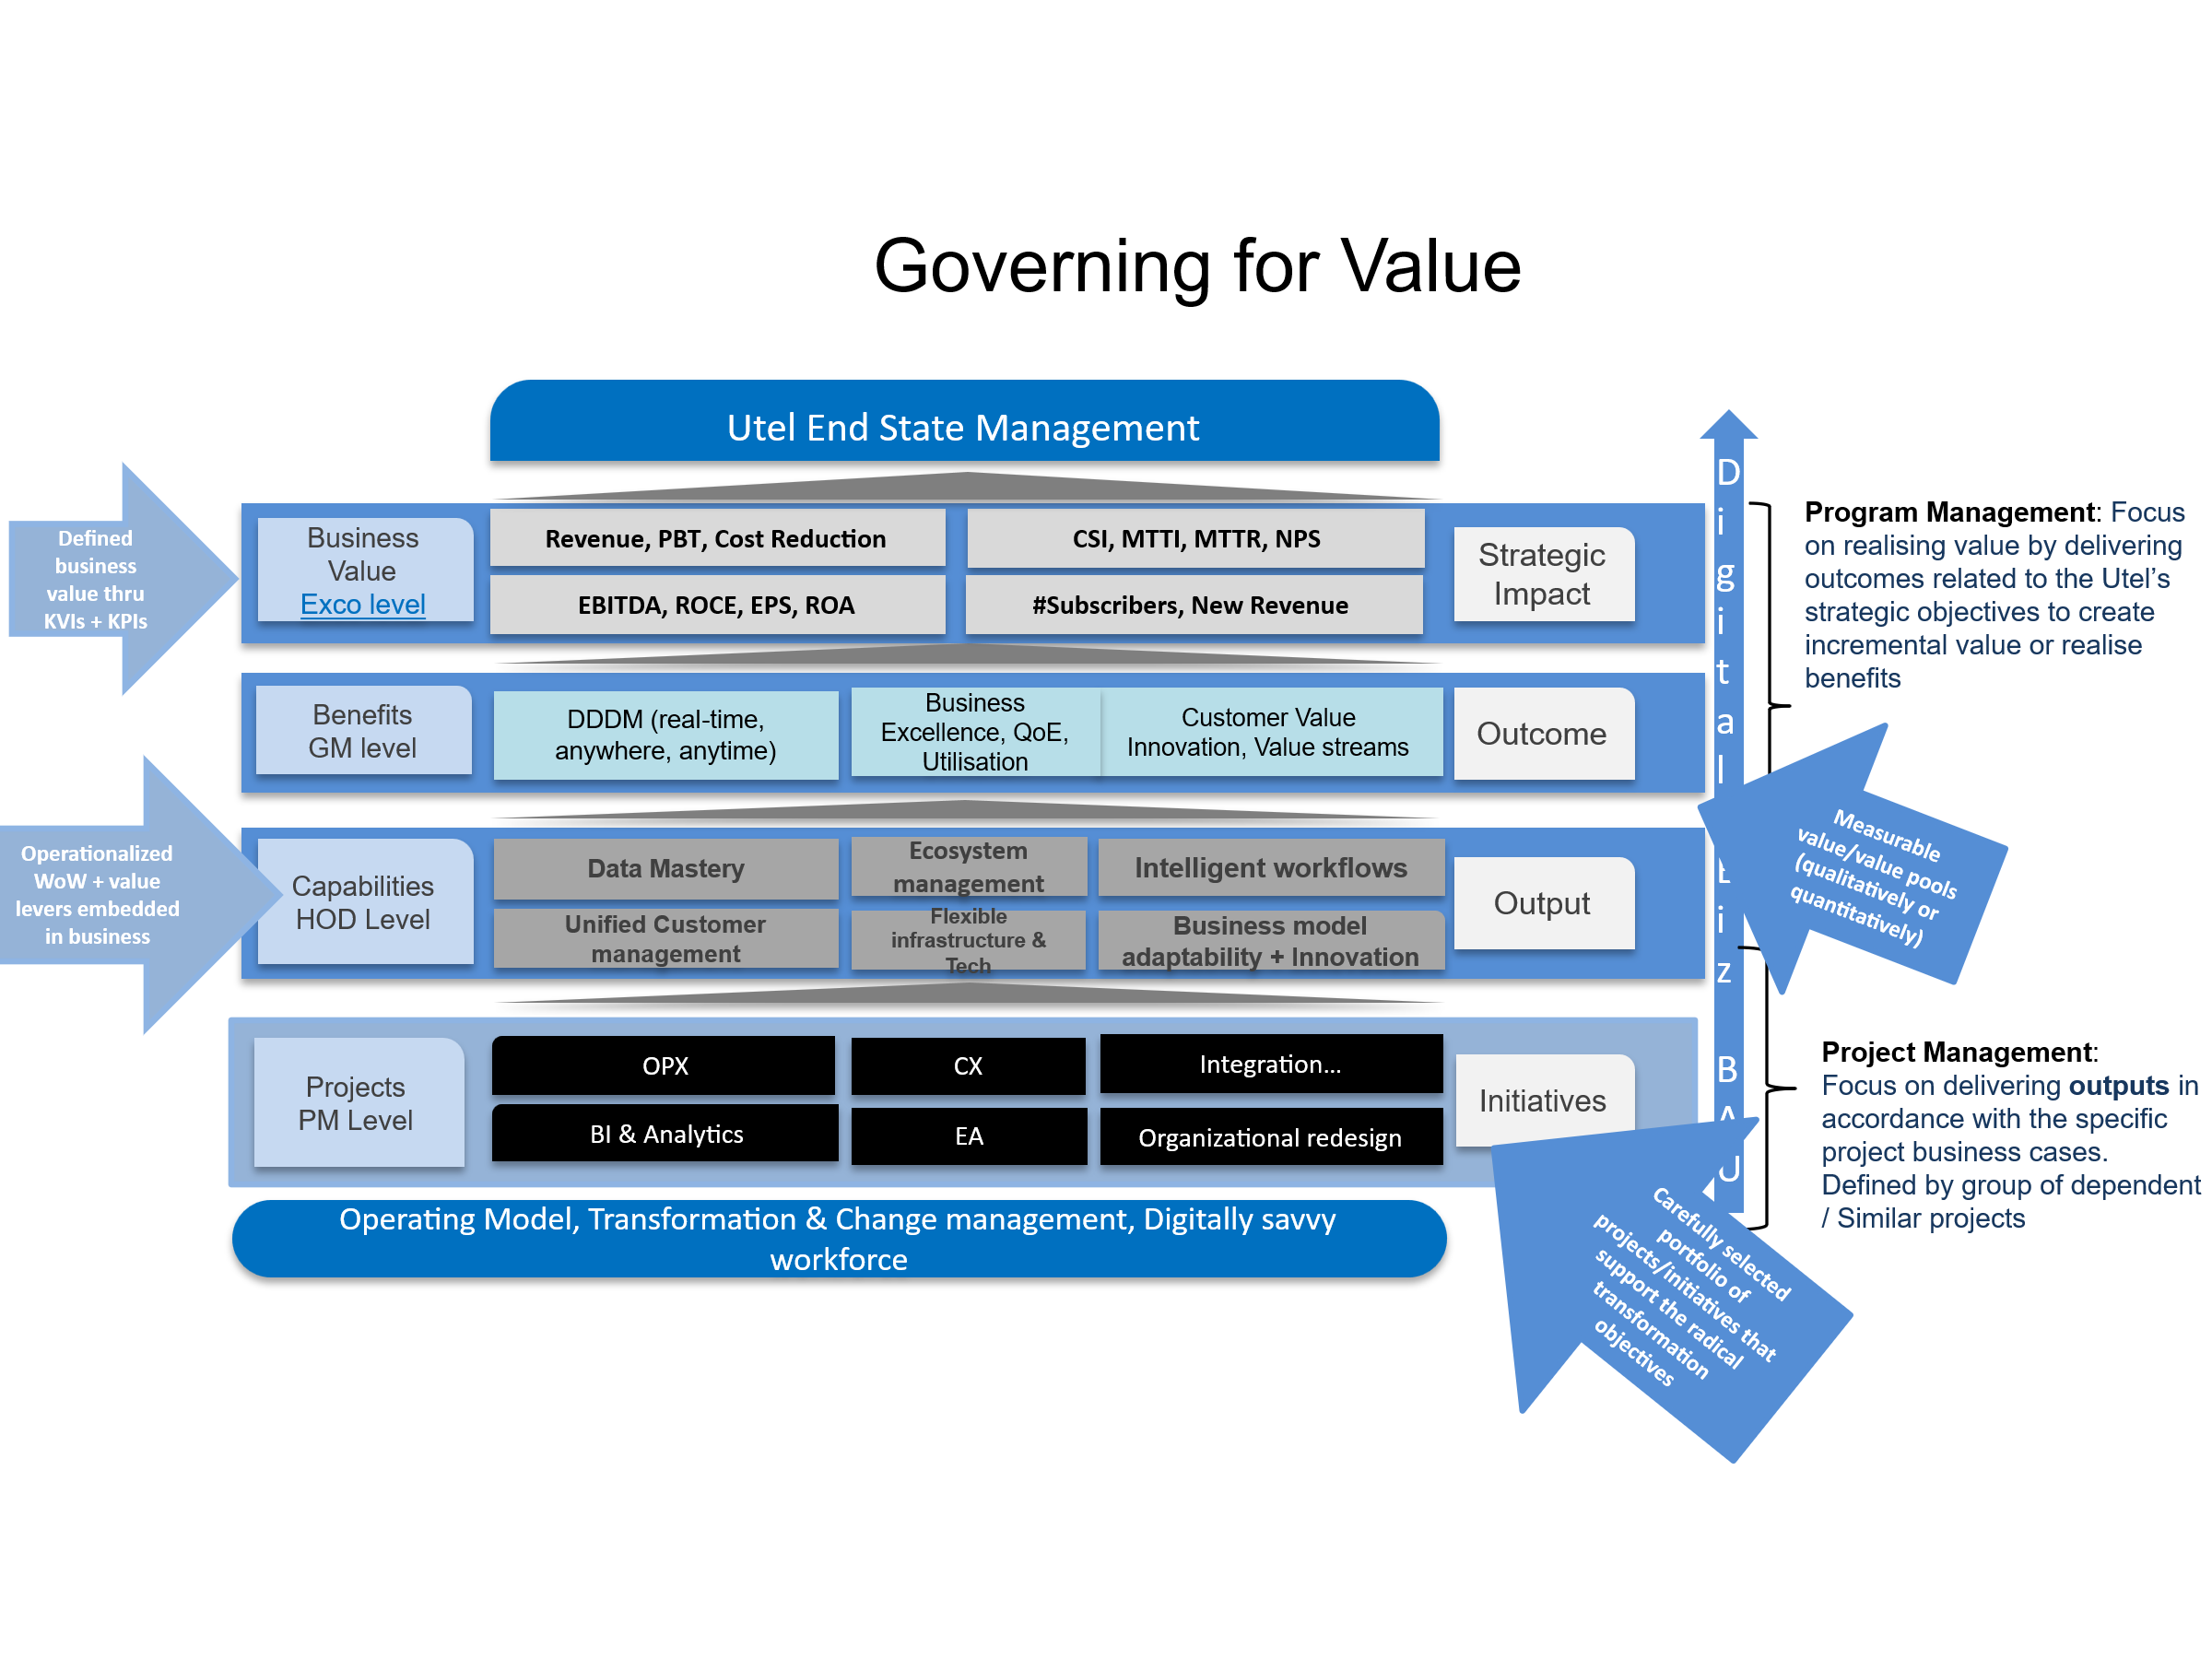 Governing for Value
Utel End State Management
Defined
business
value thru
KVIs + KPIs
Business
Value
Exco level
Revenue, PBT, Cost Reduction
CSI, MTTI, MTTR, NPS
EBITDA, ROCE, EPS, ROA
#Subscribers, New Revenue
Strategic
Impact
Benefits
GM level
DDDM (real-time,
anywhere, anytime)
Business
Excellence, QoE,
Utilisation
Customer Value
Innovation, Value streams
Outcome
Operationalized
WoW + value
levers embedded
in business
Capabilities
HOD Level
Data Mastery
Ecosystem
management
Intelligent workflows
Unified Customer
management
Flexible
infrastructure &
Tech
Business model
adaptability + Innovation
Output
Projects
PM Level
OPX
CX
Integration...
BI & Analytics
EA
Organizational redesign
Initiatives
Operating Model, Transformation & Change management, Digitally savvy
workforce
D
i
g
i
t
a
l
i
z
B
A
U
Program Management: Focus
on realising value by delivering
outcomes related to the Utel's
strategic objectives to create
incremental value or realise
benefits
Measurable
value/value pools
(qualitatively or
quantitatively)
Project Management:
Focus on delivering outputs in
accordance with the specific
project business cases.
Defined by group of dependent
/ Similar projects
Carefully selected
portfolio of
projects/initiatives that
support the radical
transformation
objectives